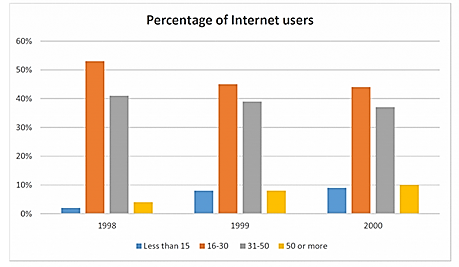 Percentage of Internet users
60%
50%
40%
30%
20%
10%
0%
1998 1999 2000
Less than 15 16-30 31-50 50 or more